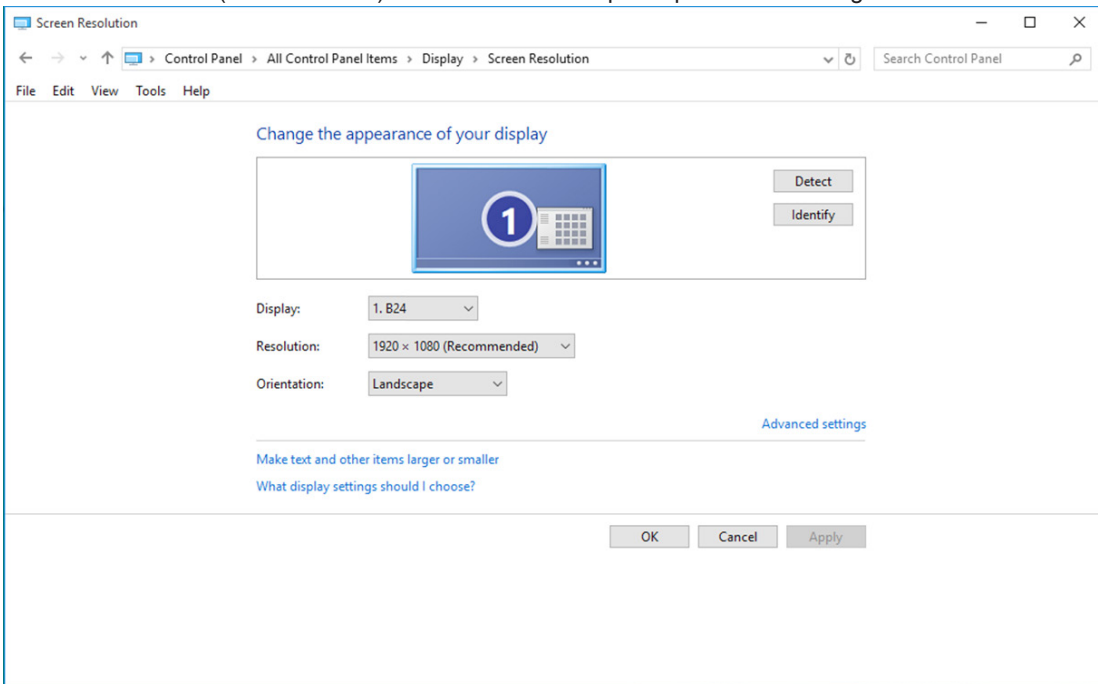 Screen Resolution
Control Panel > All Control Panel Items > Display > Screen Resolution
Search Control Panel
File Edit View Tools Help
Change the appearance of your display
1
Detect
Identify
Display: 1. B24
Resolution: 1920 × 1080 (Recommended)
Orientation: Landscape
Advanced settings
Make text and other items larger or smaller
What display settings should I choose?
OK Cancel Apply